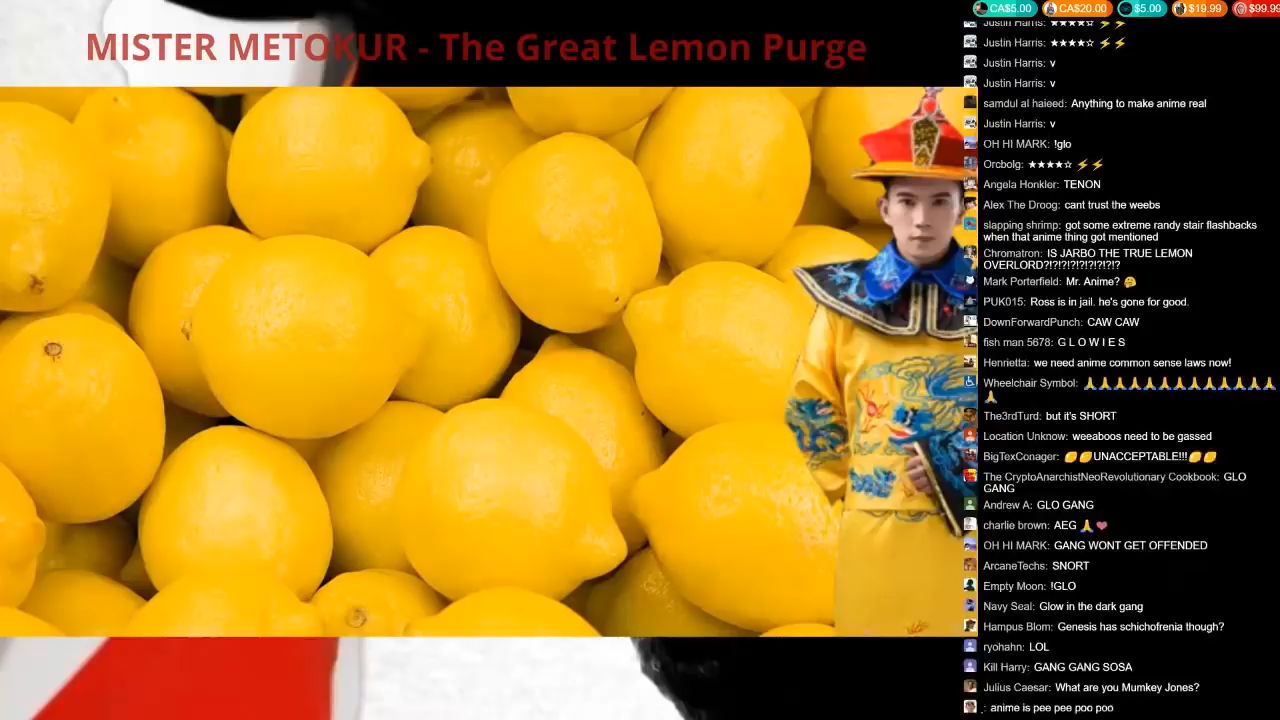 MISTER METOKUR - The Great Lemon Purge
CA$5.00 CA$20.00 $5.00 $19.99 $99.99
Justin Harris: ★★★★☆ ⚡⚡
Justin Harris: ★★★★☆ ⚡⚡
Justin Harris: v
Justin Harris: v
samdul al haieed: Anything to make anime real
Justin Harris: v
OH HI MARK: !glo
Orcbolg: ★★★★☆ ⚡⚡
Angela Honkler: TENON
Alex The Droog: cant trust the weebs
slapping shrimp: got some extreme randy stair flashbacks
when that anime thing got mentioned
Chromatron: IS JARBO THE TRUE LEMON
OVERLORD?!?!?!?!?!?!?!?
Mark Porterfield: Mr. Anime? 🤔
PUK015: Ross is in jail. he's gone for good.
DownForwardPunch: CAW CAW
fish man 5678: G L O W I E S
Henrietta: we need anime common sense laws now!
Wheelchair Symbol: 🙏🙏🙏🙏🙏🙏🙏🙏🙏🙏🙏🙏🙏
🙏
The3rdTurd: but it's SHORT
Location Unknow: weeaboos need to be gassed
BigTexConager: 🍋🍋UNACCEPTABLE!!!🍋🍋
The CryptoAnarchistNeoRevolutionary Cookbook: GLO
GANG
Andrew A: GLO GANG
charlie brown: AEG 🙏❤
OH HI MARK: GANG WONT GET OFFENDED
ArcaneTechs: SNORT
Empty Moon: !GLO
Navy Seal: Glow in the dark gang
Hampus Blom: Genesis has schichofrenia though?
ryohahn: LOL
Kill Harry: GANG GANG SOSA
Julius Caesar: What are you Mumkey Jones?
.: anime is pee pee poo poo